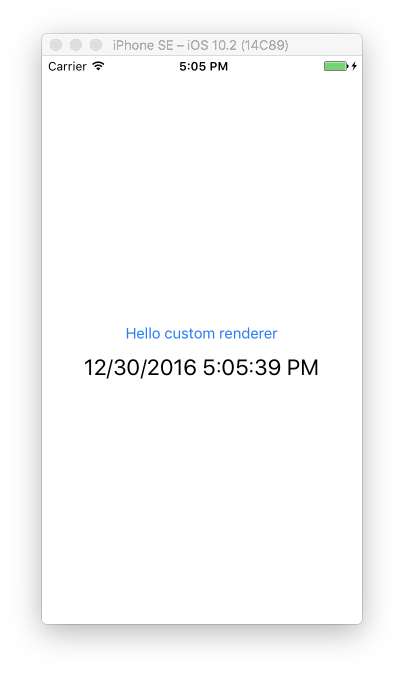 iPhone SE – iOS 10.2 (14C89)
Carrier 5:05 PM
Hello custom renderer
12/30/2016 5:05:39 PM